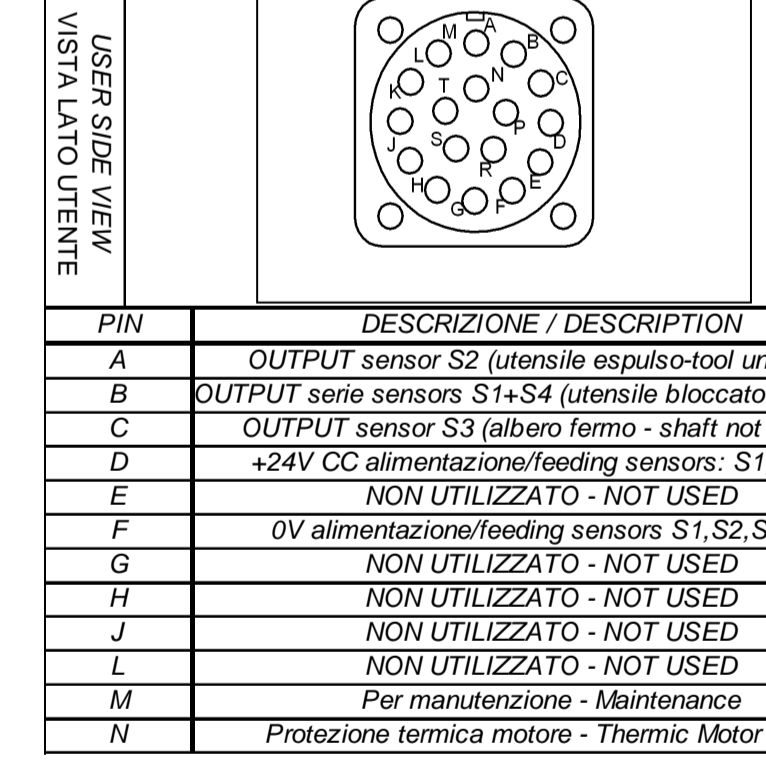 USER SIDE VIEW
VISTA LATO UTENTE
M A B
L N C
K T
P D
J S R
H E
G F
PIN DESCRIZIONE / DESCRIPTION
A OUTPUT sensor S2 (utensile espulso-tool un
B OUTPUT serie sensors S1+S4 (utensile bloccato
C OUTPUT sensor S3 (albero fermo - shaft not
D +24V CC alimentazione/feeding sensors: S1,
E NON UTILIZZATO - NOT USED
F 0V alimentazione/feeding sensors S1,S2,S
G NON UTILIZZATO - NOT USED
H NON UTILIZZATO - NOT USED
J NON UTILIZZATO - NOT USED
L NON UTILIZZATO - NOT USED
M Per manutenzione - Maintenance
N Protezione termica motore - Thermic Motor